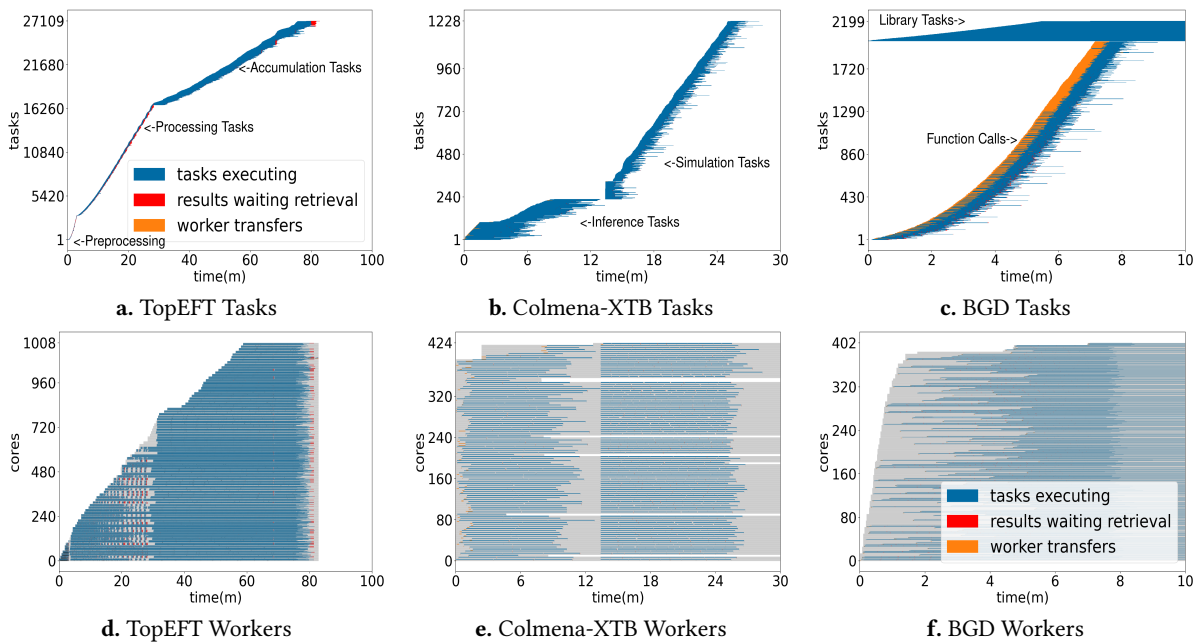 27109
21680
16260
10840
5420
1
tasks
<-Accumulation Tasks
<-Processing Tasks
<-Preprocessing
tasks executing
results waiting retrieval
worker transfers
0 20 40 60 80 100
time(m)
a. TopEFT Tasks
1228
960
720
480
240
1
tasks
<-Simulation Tasks
<-Inference Tasks
0 6 12 18 24 30
time(m)
b. Colmena-XTB Tasks
2199
1720
1290
860
430
1
tasks
Library Tasks->
Function Calls->
0 2 4 6 8 10
time(m)
c. BGD Tasks
1008
960
720
480
240
0
cores
0 20 40 60 80 100
time(m)
d. TopEFT Workers
424
400
320
240
160
80
0
cores
0 6 12 18 24 30
time(m)
e. Colmena-XTB Workers
402
320
240
160
80
0
cores
tasks executing
results waiting retrieval
worker transfers
0 2 4 6 8 10
time(m)
f. BGD Workers